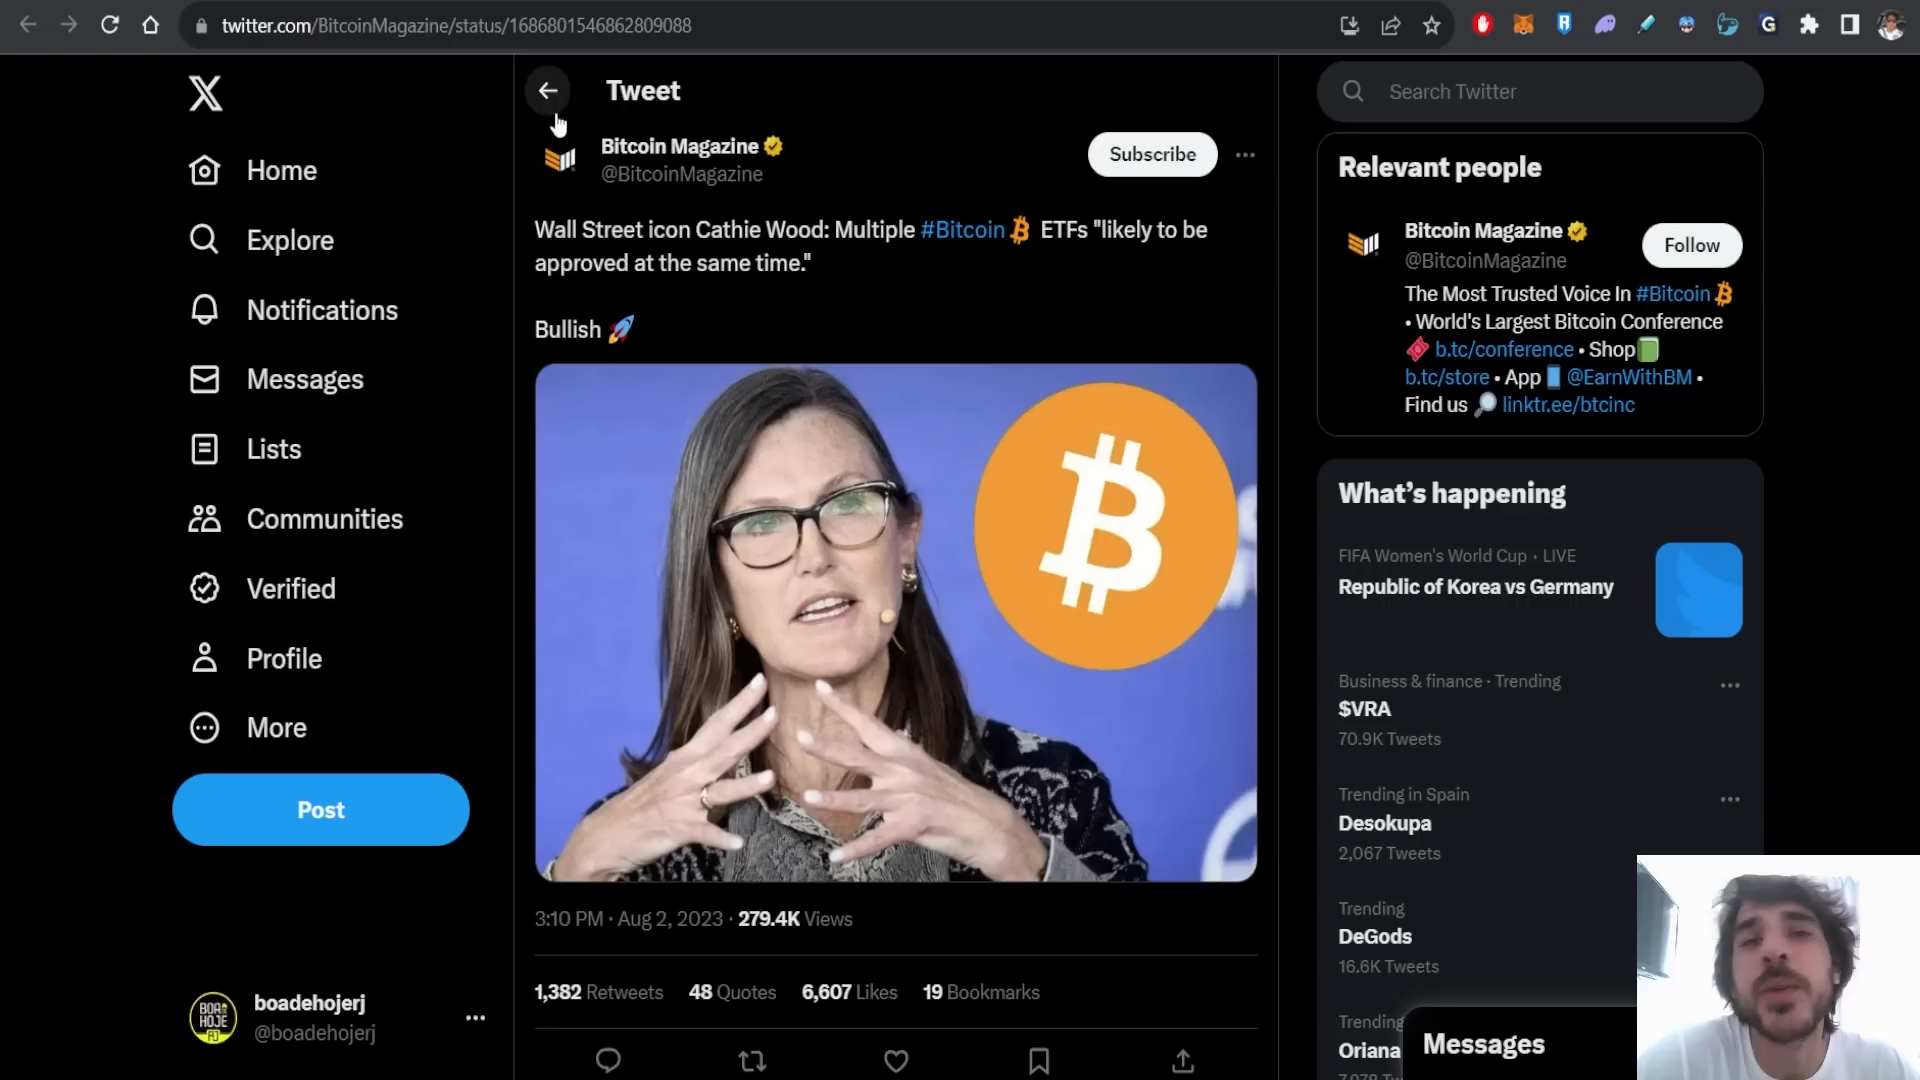 twitter.com/BitcoinMagazine/status/1686801546862809088
Home
Explore
Notifications
Messages
Lists
Communities
Verified
Profile
More
Post
BOA
HOJE
RJ
boadehojerj
@boadehojerj
Tweet
Bitcoin Magazine
@BitcoinMagazine
Subscribe
Wall Street icon Cathie Wood: Multiple #Bitcoin ETFs "likely to be
approved at the same time."
Bullish 🚀
3:10 PM · Aug 2, 2023 · 279.4K Views
1,382 Retweets 48 Quotes 6,607 Likes 19 Bookmarks
Search Twitter
Relevant people
Bitcoin Magazine
@BitcoinMagazine
Follow
The Most Trusted Voice In #Bitcoin
• World's Largest Bitcoin Conference
🎟️ b.tc/conference • Shop📗
b.tc/store • App📱 @EarnWithBM •
Find us 🔎 linktr.ee/btcinc
What's happening
FIFA Women's World Cup · LIVE
Republic of Korea vs Germany
Business & finance · Trending
$VRA
70.9K Tweets
Trending in Spain
Desokupa
2,067 Tweets
Trending
DeGods
16.6K Tweets
Trending
Oriana
Messages